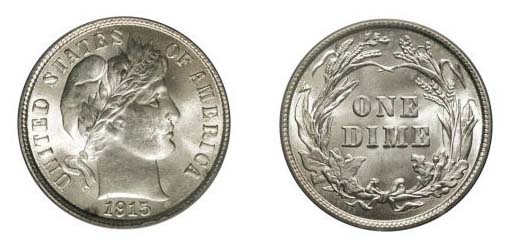 UNITED STATES OF AMERICA
1915
ONE
DIME